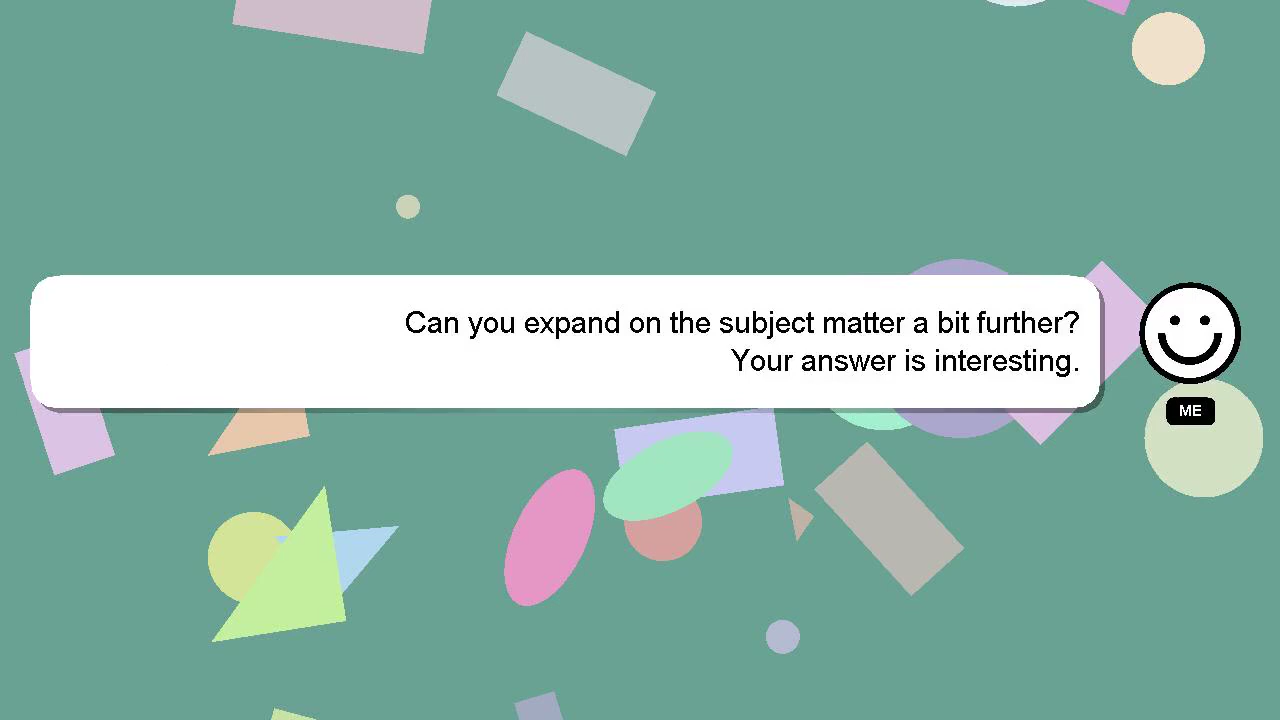 Can you expand on the subject matter a bit further?
Your answer is interesting.
ME